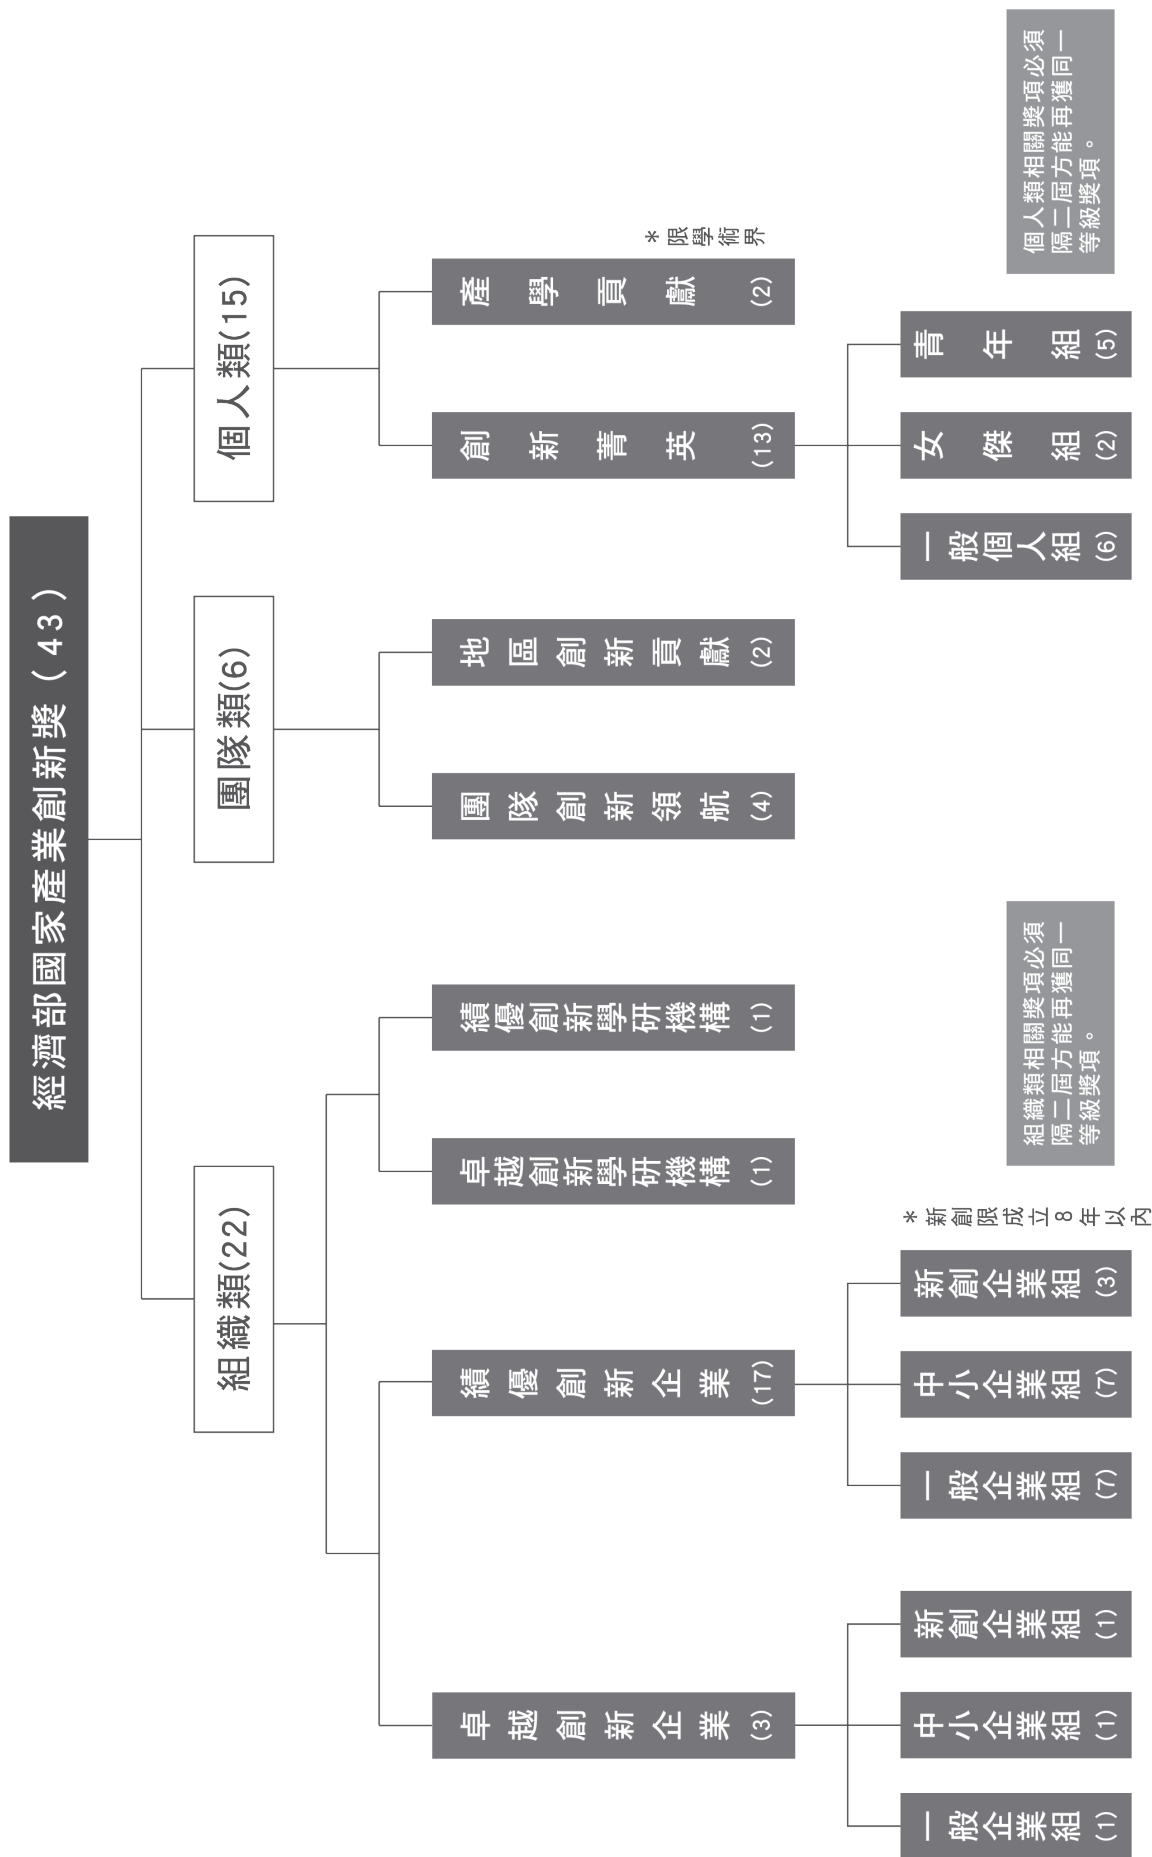 經濟部國家產業創新獎(43)
組織類(22)
團隊類(6)
個人類(15)
卓越創新企業
(3)
績優創新企業
(17)
卓越創新學研機構
(1)
績優創新學研機構
(1)
團隊創新領航
(4)
地區創新貢獻
(2)
創新菁英
(13)
產學貢獻
(2)
*限學術界
一般企業組
(1)
中小企業組
(1)
新創企業組
(1)
一般企業組
(7)
中小企業組
(7)
新創企業組
(3)
*新創限成立8年以內
一般個人組
(6)
女傑組
(2)
青年組
(5)
組織類相關獎項必須
隔二屆方能再獲同一
等級獎項。
個人類相關獎項必須
隔二屆方能再獲同一
等級獎項。